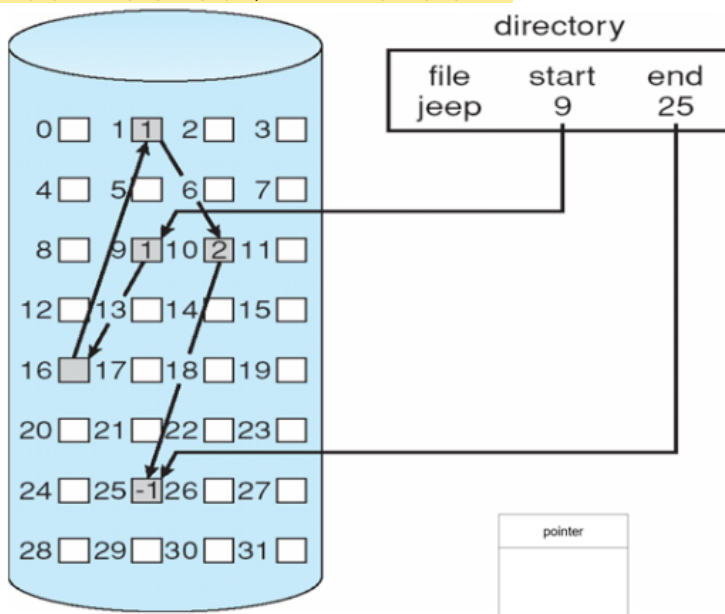 directory
file start end
jeep 9 25
0 1 1 2 3
4 5 6 7
8 9 1 10 2 11
12 13 14 15
16 17 18 19
20 21 22 23
24 25 -1 26 27
28 29 30 31
pointer